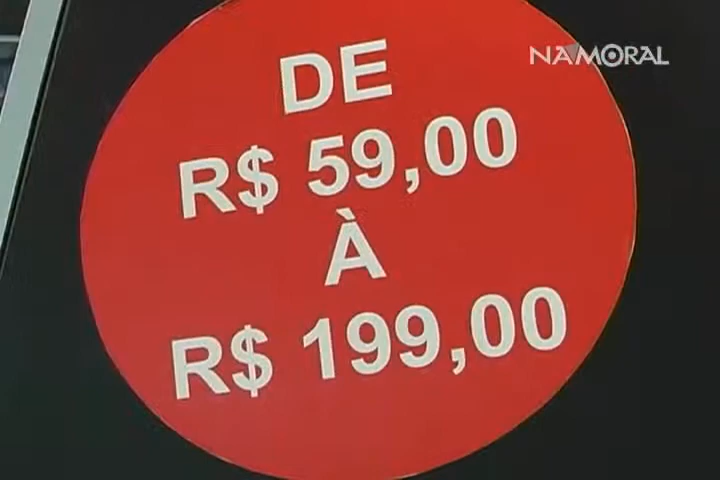 NAMORAL
DE
R$ 59,00
À
R$ 199,00